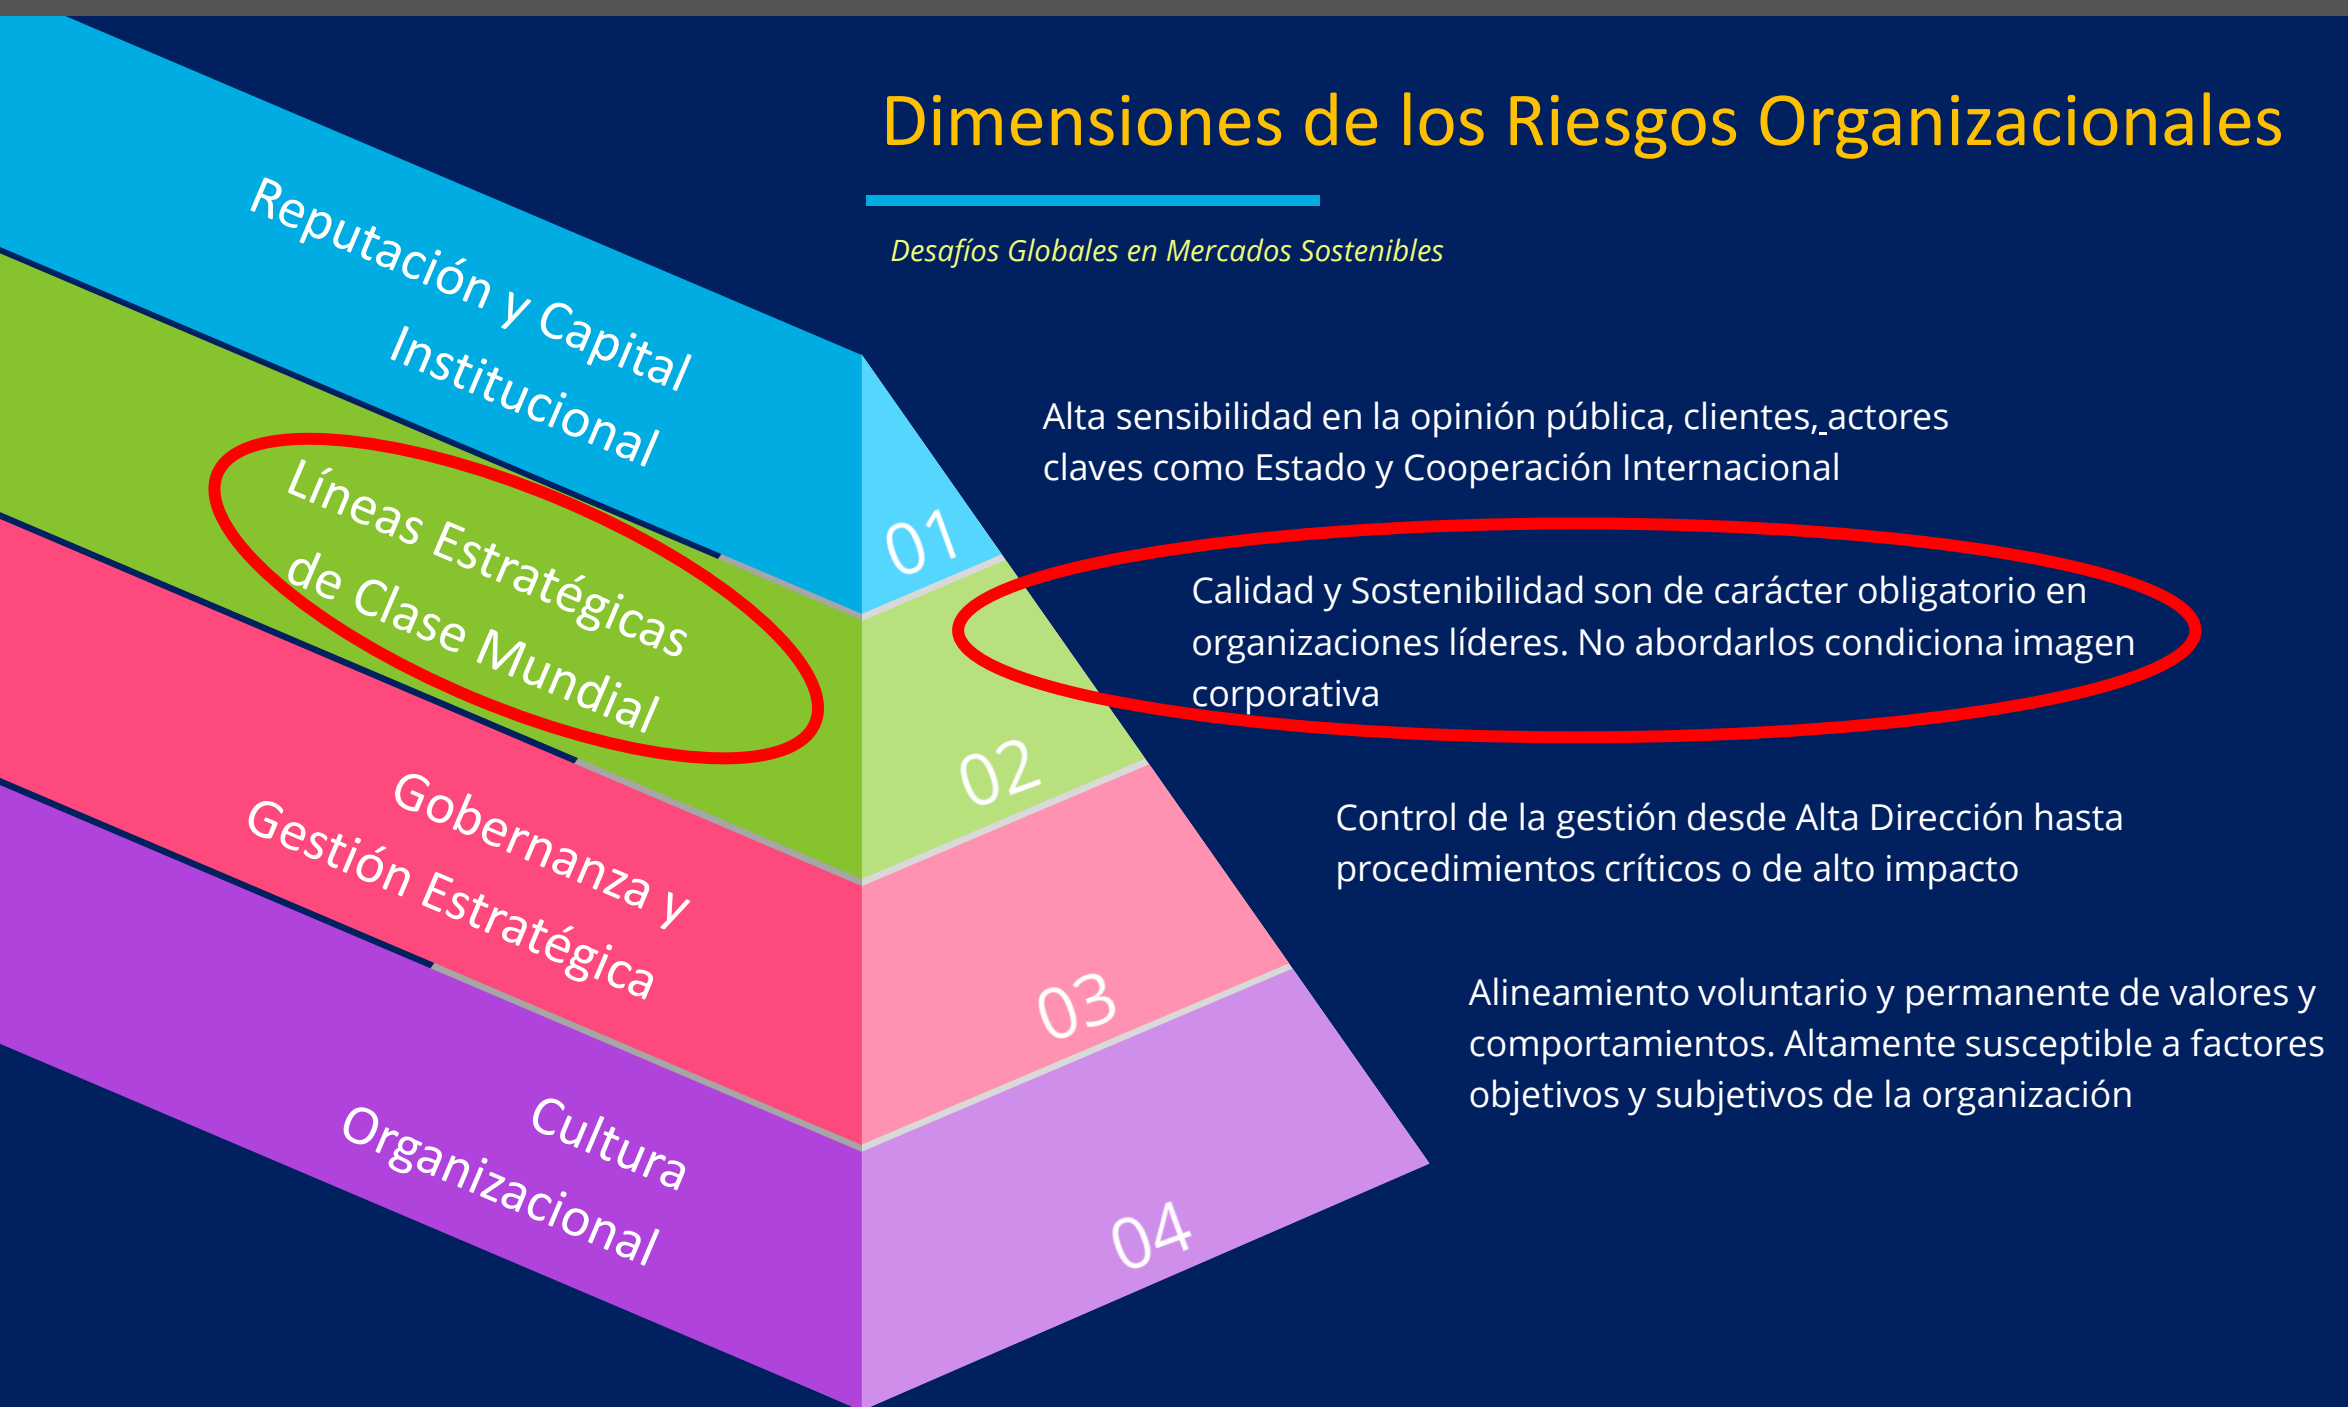 Dimensiones de los Riesgos Organizacionales
Desafíos Globales en Mercados Sostenibles
Reputación y Capital
Institucional
01
Alta sensibilidad en la opinión pública, clientes, actores
claves como Estado y Cooperación Internacional
Líneas Estratégicas
de Clase Mundial
02
Calidad y Sostenibilidad son de carácter obligatorio en
organizaciones líderes. No abordarlos condiciona imagen
corporativa
Gobernanza y
Gestión Estratégica
03
Control de la gestión desde Alta Dirección hasta
procedimientos críticos o de alto impacto
Cultura
Organizacional
04
Alineamiento voluntario y permanente de valores y
comportamientos. Altamente susceptible a factores
objetivos y subjetivos de la organización